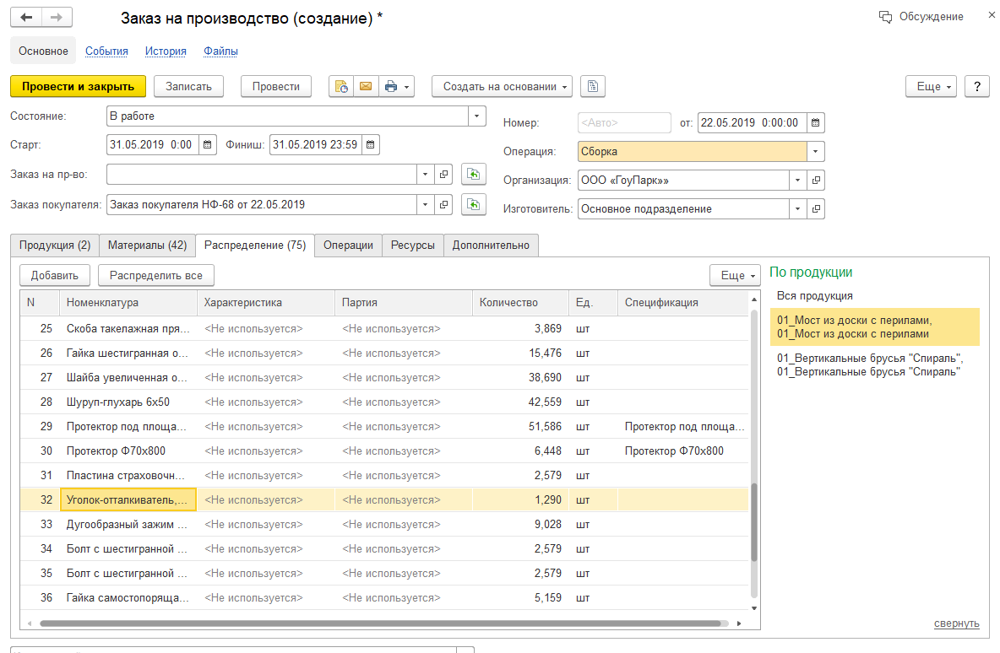 Заказ на производство (создание) *
Обсуждение
×
Основное События История Файлы
Провести и закрыть Записать Провести Создать на основании Еще ?
Состояние: В работе
Номер: <Авто> от: 22.05.2019 0:00:00
Старт: 31.05.2019 0:00 Финиш: 31.05.2019 23:59
Операция: Сборка
Заказ на пр-во:
Организация: ООО «ГоуПарк»»
Заказ покупателя: Заказ покупателя НФ-68 от 22.05.2019
Изготовитель: Основное подразделение
Продукция (2) Материалы (42) Распределение (75) Операции Ресурсы Дополнительно
Добавить Распределить все Еще
N Номенклатура Характеристика Партия Количество Ед. Спецификация
25 Скоба такелажная пря... <Не используется> <Не используется> 3,869 шт
26 Гайка шестигранная о... <Не используется> <Не используется> 15,476 шт
27 Шайба увеличенная о... <Не используется> <Не используется> 38,690 шт
28 Шуруп-глухарь 6х50 <Не используется> <Не используется> 42,559 шт
29 Протектор под площа... <Не используется> <Не используется> 51,586 шт Протектор под площа...
30 Протектор Ф70х800 <Не используется> <Не используется> 6,448 шт Протектор Ф70х800
31 Пластина страховочн... <Не используется> <Не используется> 2,579 шт
32 Уголок-отталкиватель,... <Не используется> <Не используется> 1,290 шт
33 Дугообразный зажим ... <Не используется> <Не используется> 9,028 шт
34 Болт с шестигранной ... <Не используется> <Не используется> 2,579 шт
35 Болт с шестигранной ... <Не используется> <Не используется> 2,579 шт
36 Гайка самостопоряща... <Не используется> <Не используется> 5,159 шт
По продукции
Вся продукция
01_Мост из доски с перилами,
01_Мост из доски с перилами
01_Вертикальные брусья "Спираль",
01_Вертикальные брусья "Спираль"
свернуть